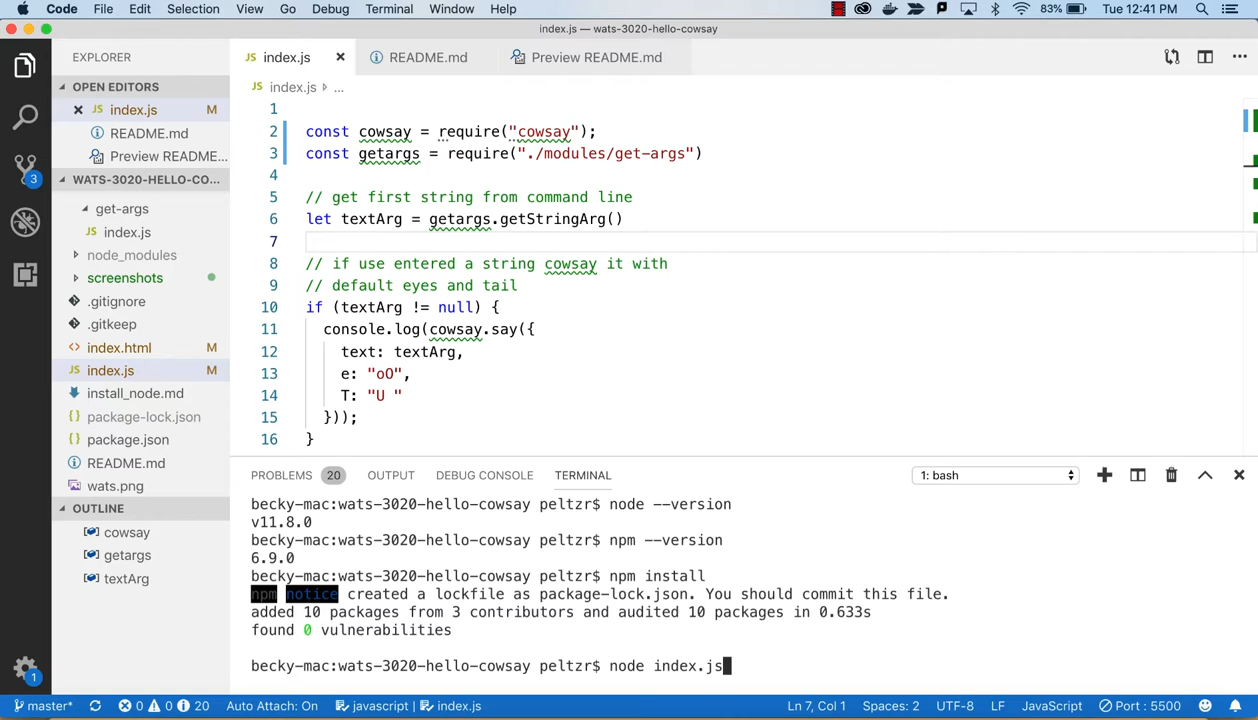 Code File Edit Selection View Go Debug Terminal Window Help 83% Tue 12:41 PM
index.js — wats-3020-hello-cowsay
EXPLORER
JS index.js
README.md
Preview README.md
OPEN EDITORS
JS index.js M
README.md
Preview README...
WATS-3020-HELLO-CO...
get-args
JS index.js
node_modules
screenshots
.gitignore
.gitkeep
<> index.html M
JS index.js M
install_node.md
{} package-lock.json
{} package.json
README.md
wats.png
OUTLINE
cowsay
getargs
textArg
3
1
JS index.js › ...
1
2 const cowsay = require("cowsay");
3 const getargs = require("./modules/get-args")
4
5 // get first string from command line
6 let textArg = getargs.getStringArg()
7
8 // if use entered a string cowsay it with
9 // default eyes and tail
10 if (textArg != null) {
11 console.log(cowsay.say({
12 text: textArg,
13 e: "oO",
14 T: "U "
15 }));
16 }
PROBLEMS 20 OUTPUT DEBUG CONSOLE TERMINAL 1: bash
becky-mac:wats-3020-hello-cowsay peltzr$ node --version
v11.8.0
becky-mac:wats-3020-hello-cowsay peltzr$ npm --version
6.9.0
becky-mac:wats-3020-hello-cowsay peltzr$ npm install
npm notice created a lockfile as package-lock.json. You should commit this file.
added 10 packages from 3 contributors and audited 10 packages in 0.633s
found 0 vulnerabilities
becky-mac:wats-3020-hello-cowsay peltzr$ node index.js
master* 0 0 20 Auto Attach: On javascript | index.js Ln 7, Col 1 Spaces: 2 UTF-8 LF JavaScript Port : 5500